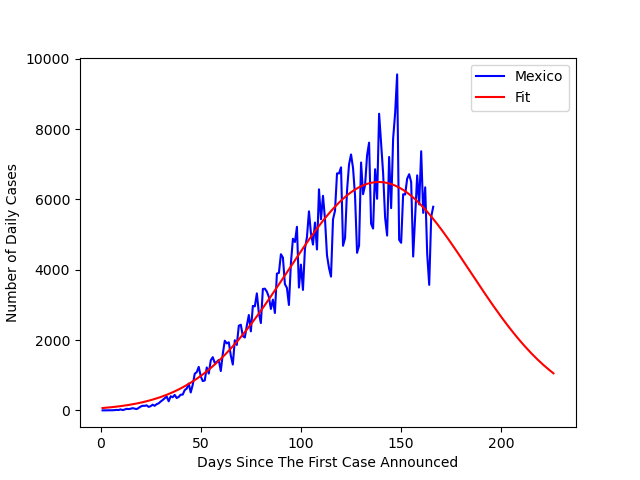 10000
8000
6000
4000
2000
0
Number of Daily Cases
Mexico
Fit
0 50 100 150 200
Days Since The First Case Announced